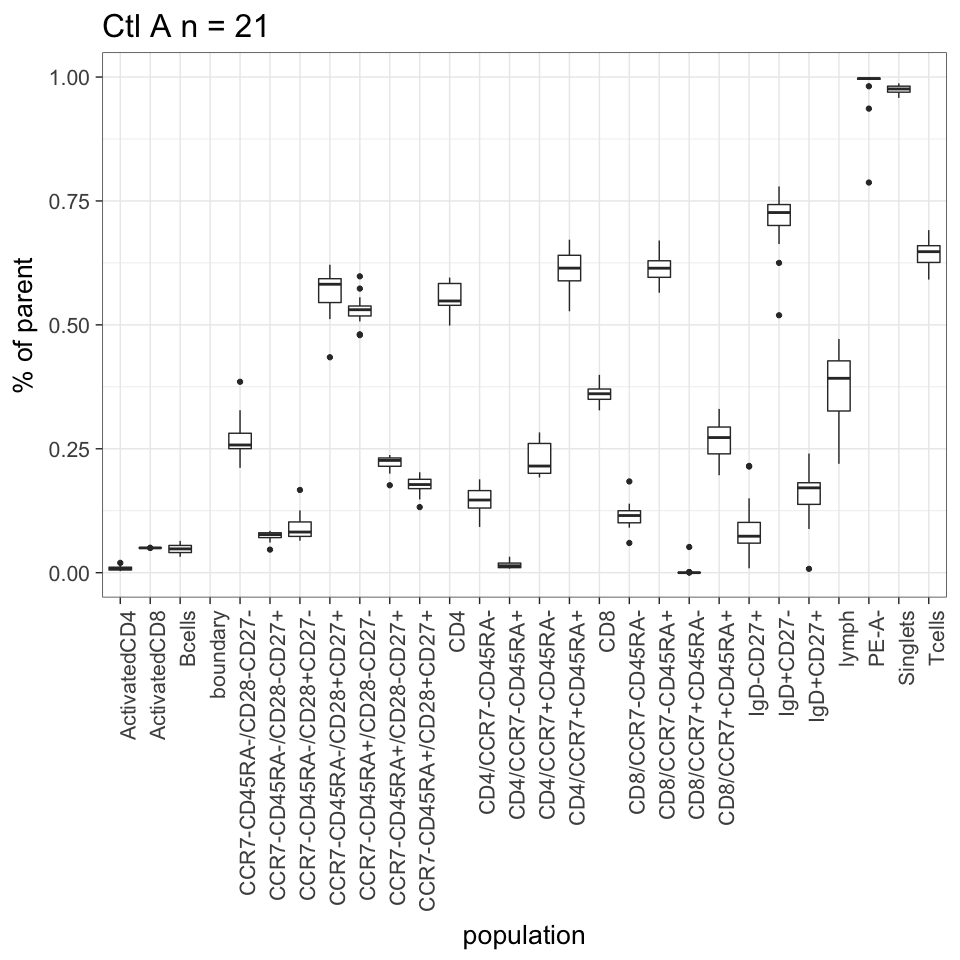 Ctl A n = 21
% of parent
1.00
0.75
0.50
0.25
0.00
ActivatedCD4
ActivatedCD8
Bcells
boundary
CCR7-CD45RA-/CD28-CD27-
CCR7-CD45RA-/CD28-CD27+
CCR7-CD45RA-/CD28+CD27-
CCR7-CD45RA-/CD28+CD27+
CCR7-CD45RA+/CD28-CD27-
CCR7-CD45RA+/CD28-CD27+
CCR7-CD45RA+/CD28+CD27+
CD4
CD4/CCR7-CD45RA-
CD4/CCR7-CD45RA+
CD4/CCR7+CD45RA-
CD4/CCR7+CD45RA+
CD8
CD8/CCR7-CD45RA-
CD8/CCR7-CD45RA+
CD8/CCR7+CD45RA-
CD8/CCR7+CD45RA+
IgD-CD27+
IgD+CD27-
IgD+CD27+
lymph
PE-A-
Singlets
Tcells
population